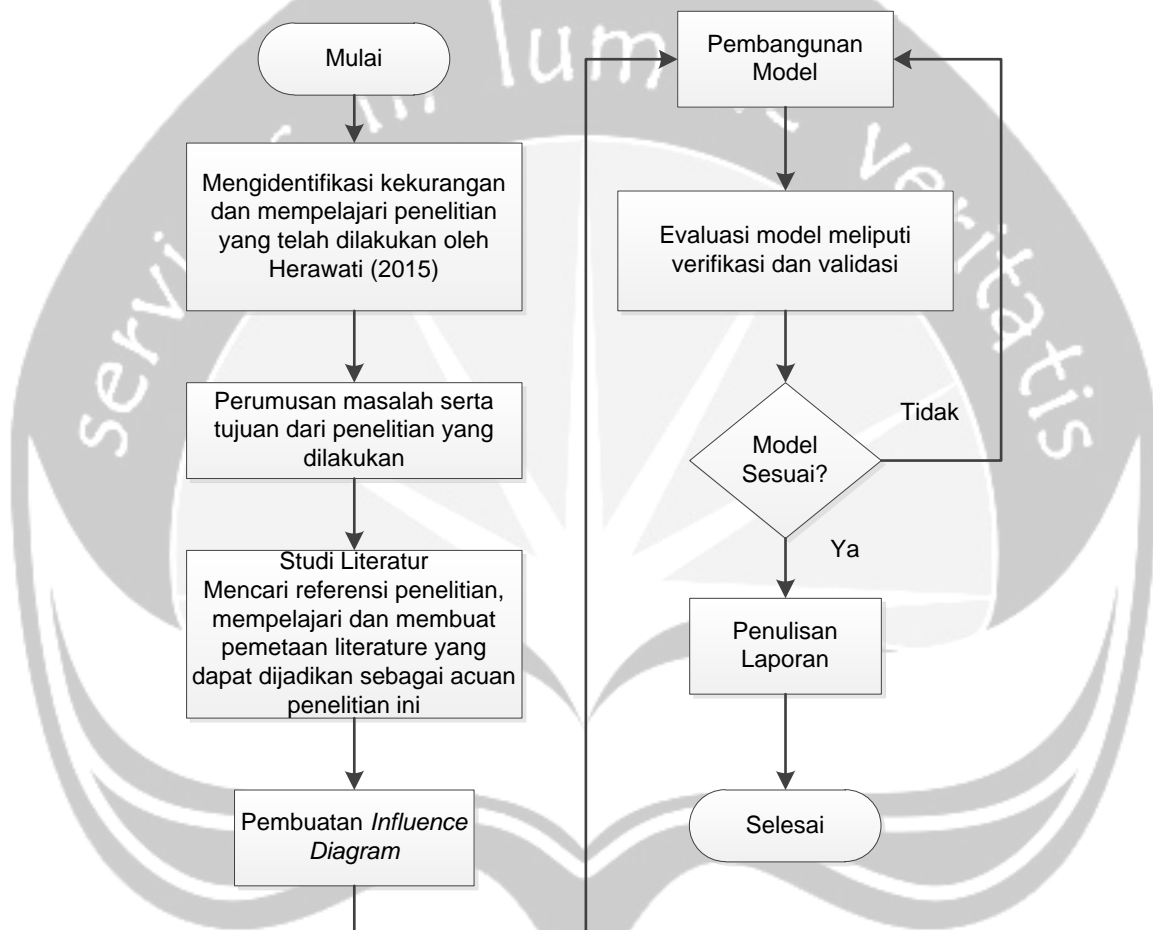 Mulai
Mengidentifikasi kekurangan
dan mempelajari penelitian
yang telah dilakukan oleh
Herawati (2015)
Perumusan masalah serta
tujuan dari penelitian yang
dilakukan
Studi Literatur
Mencari referensi penelitian,
mempelajari dan membuat
pemetaan literature yang
dapat dijadikan sebagai acuan
penelitian ini
Pembuatan Influence
Diagram
Pembangunan
Model
Evaluasi model meliputi
verifikasi dan validasi
Model
Sesuai?
Tidak
Ya
Penulisan
Laporan
Selesai
in
veritatis